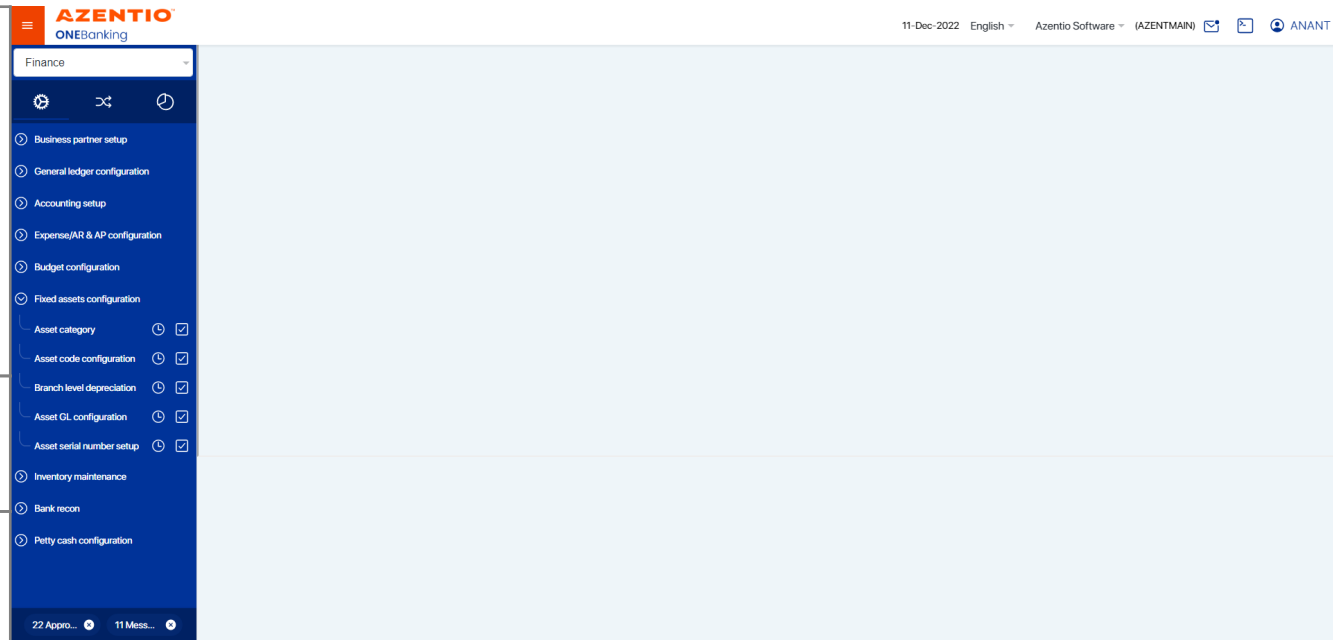 AZENTIO™
ONEBanking
11-Dec-2022 English Azentio Software (AZENTMAIN) ANANT
Finance
Business partner setup
General ledger configuration
Accounting setup
Expense/AR & AP configuration
Budget configuration
Fixed assets configuration
Asset category
Asset code configuration
Branch level depreciation
Asset GL configuration
Asset serial number setup
Inventory maintenance
Bank recon
Petty cash configuration
22 Appro... 11 Mess...